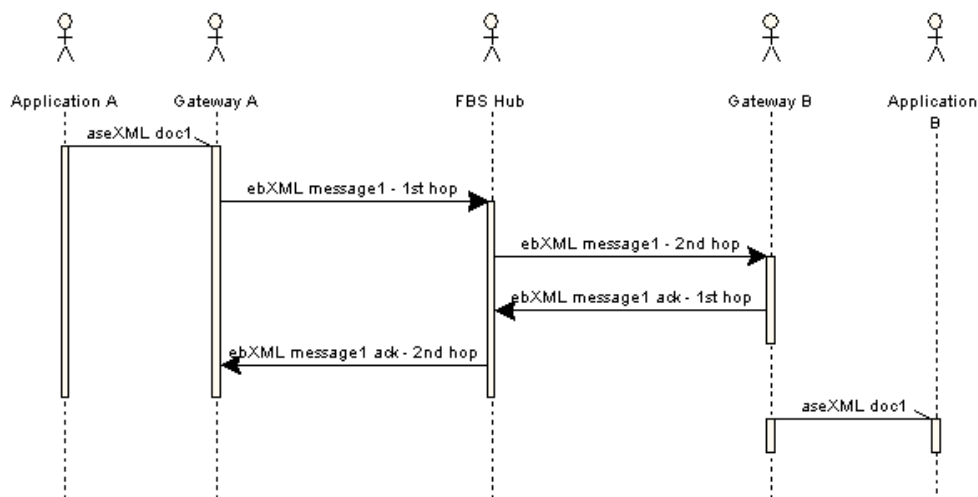 Application A
Gateway A
FBS Hub
Gateway B
Application
B
aseXML doc1
ebXML message1 - 1st hop
ebXML message1 - 2nd hop
ebXML message1 ack - 1st hop
ebXML message1 ack - 2nd hop
aseXML doc1